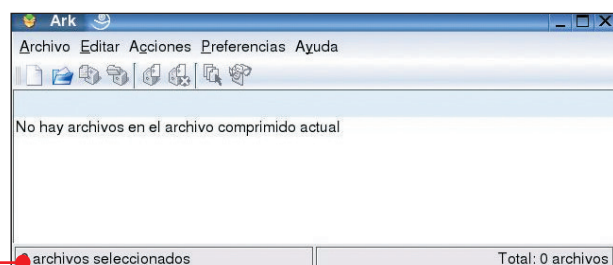 Ark
Archivo Editar Acciones Preferencias Ayuda
No hay archivos en el archivo comprimido actual
archivos seleccionados
Total: 0 archivos